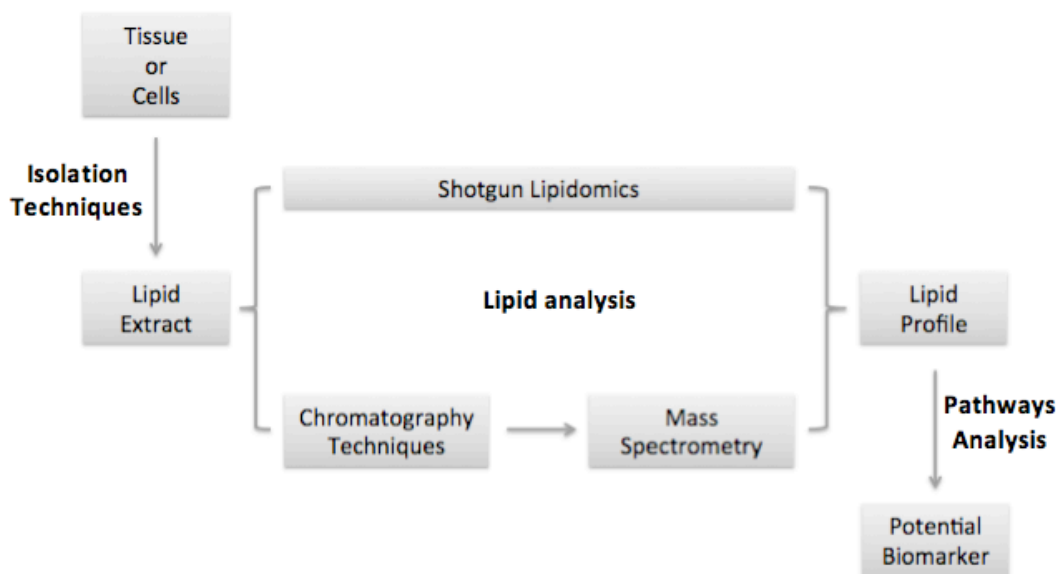 Tissue
or
Cells
Isolation
Techniques
Shotgun Lipidomics
Lipid
Extract
Lipid analysis
Lipid
Profile
Chromatography
Techniques
Mass
Spectrometry
Pathways
Analysis
Potential
Biomarker